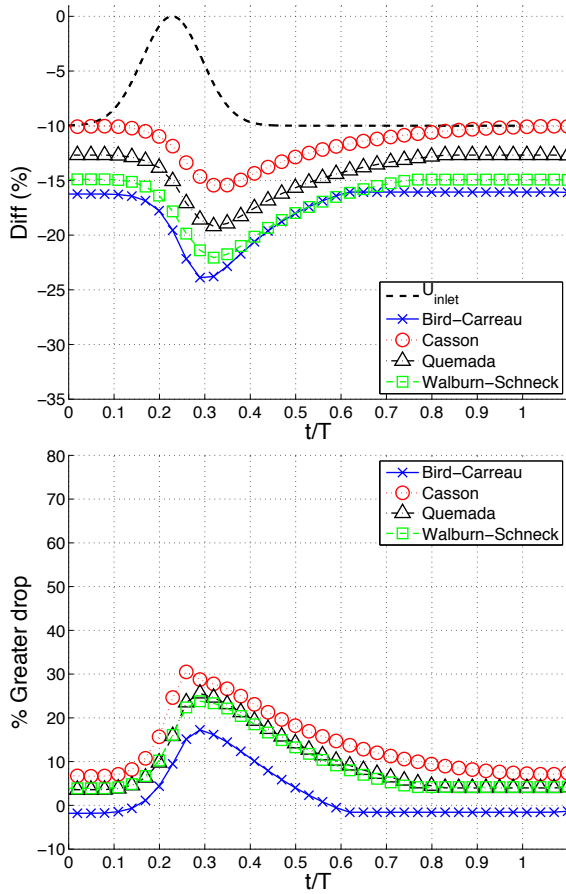 0
−5
−10
−15
−20
−25
−30
−35
Diff (%)
0 0.1 0.2 0.3 0.4 0.5 0.6 0.7 0.8 0.9 1
t/T
U_inlet
Bird−Carreau
Casson
Quemada
Walburn−Schneck
80
70
60
50
40
30
20
10
0
−10
% Greater drop
0 0.1 0.2 0.3 0.4 0.5 0.6 0.7 0.8 0.9 1
t/T
Bird−Carreau
Casson
Quemada
Walburn−Schneck